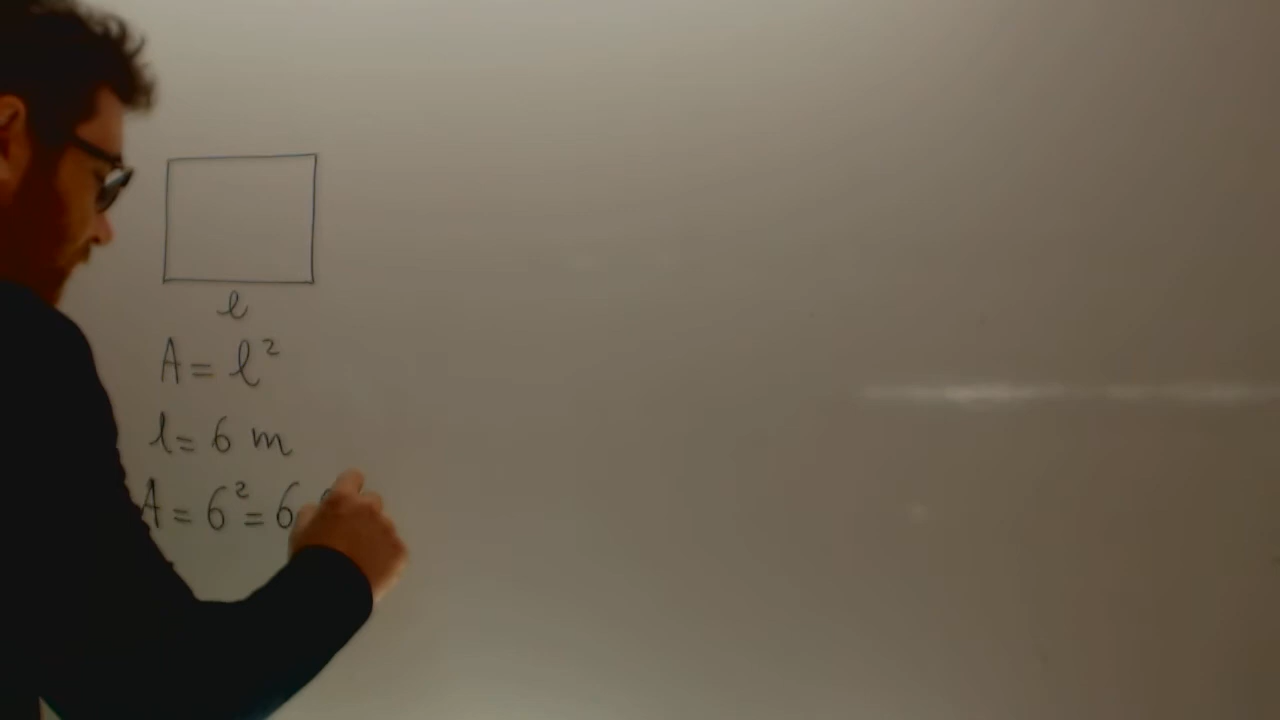 l
A = l²
l = 6 m
A = 6² = 6